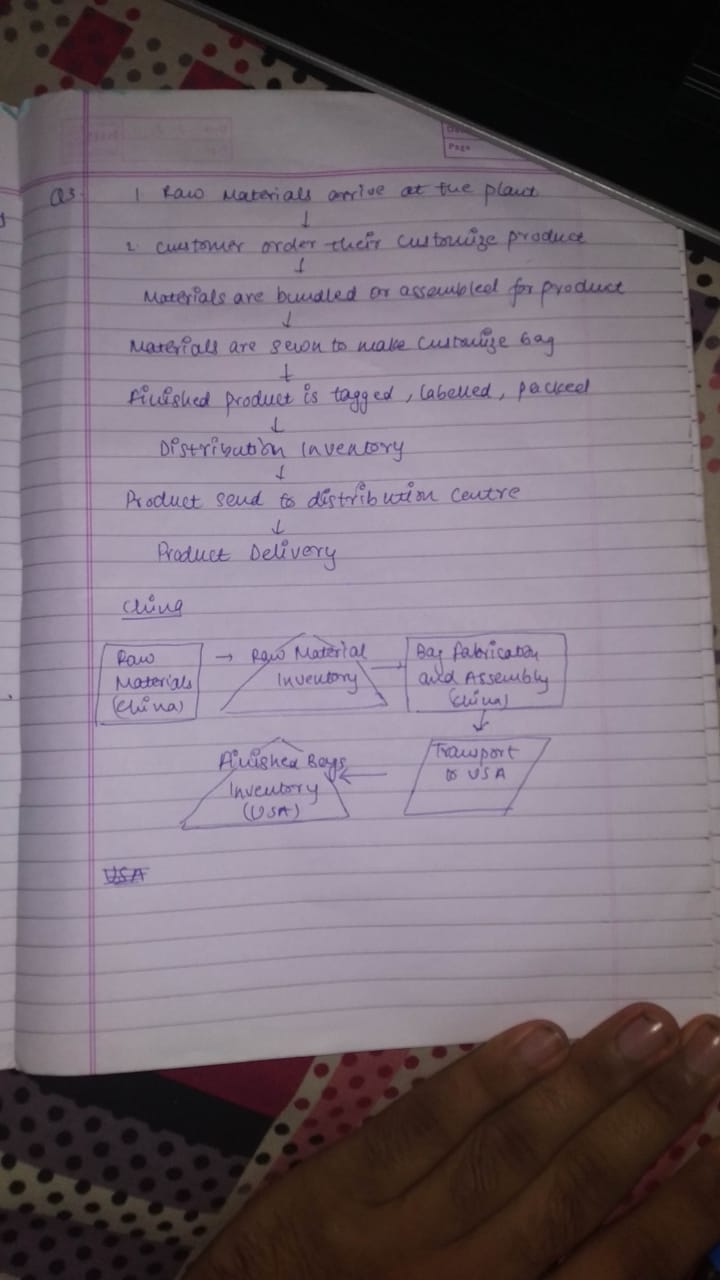 Page
Q3. 1 Raw Materials arrive at the plant
↓
2. Customer order their customize product
↓
Materials are bundled or assembled for product
↓
Materials are sewn to make customize bag
↓
finished product is tagged, labelled, packed
↓
Distribution Inventory
↓
Product send to distribution centre
↓
Product Delivery
China
Raw
Materials
(China)
→ Raw Material
Inventory
→ Bag fabrication
and Assembly
(China)
↓
Transport
to USA
←
Finished Bags
Inventory
(USA)
USA